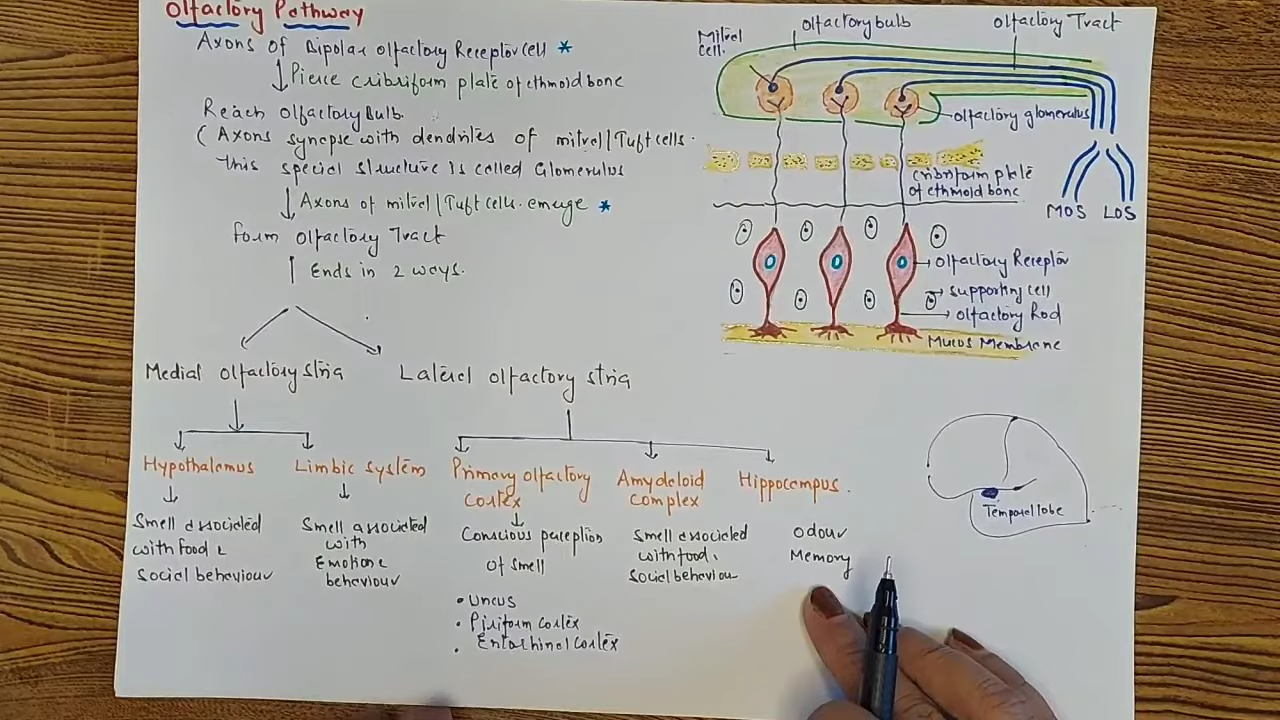 Olfactory Pathway
Axons of Bipolar olfactory Receptor cell *
Pierce cribriform plate of ethmoid bone
Reach Olfactory Bulb.
( Axons synapse with dendrites of mitral/Tuft cells.
This special structure is called Glomerulus
Axons of mitral/Tuft cells emerge *
form olfactory Tract
Ends in 2 ways.
Medial olfactory stria
Lateral olfactory stria
Hypothalamus
Limbic system
Primary olfactory
cortex
Amydeloid
complex
Hippocampus.
Smell associated
with food &
Social behaviour
Smell associated
with
Emotional
behaviour
Conscious perception
of smell
• Uncus
• Piriform cortex
• Entorhinal cortex
Smell associated
with food,
Social behaviour
Odour
Memory
Mitral
cell.
olfactory bulb
olfactory Tract
olfactory glomerulus
cribriform plate
of ethmoid bone
MOS LOS
olfactory Receptor
supporting cell
olfactory Rod
Mucos Membrane
Temporal lobe